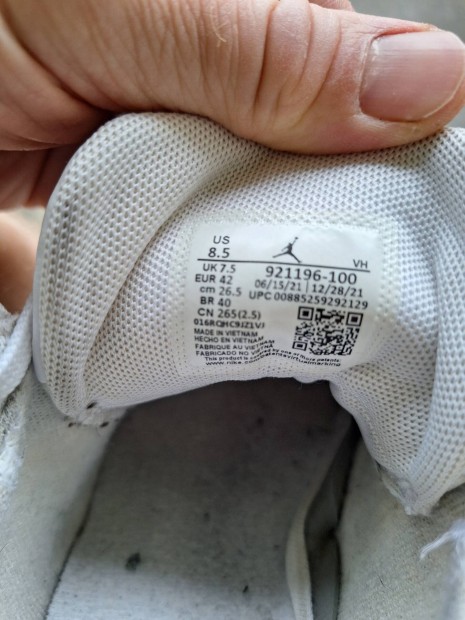 US
8.5
VH
UK 7.5 921196-100
EUR 42 06/15/21 12/28/21
cm 26.5 UPC 00885259292129
BR 40
CN 265(2.5)
MADE IN VIETNAM
HECHO EN VIETNAM
FABRIQUE AU VIETNAM
FABRICADO NO VIETNA